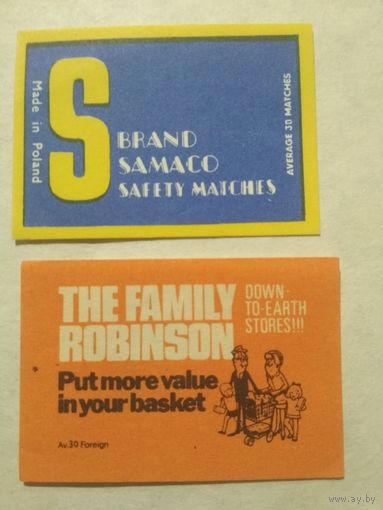 Made in Poland
S
BRAND
SAMACO
SAFETY MATCHES
AVERAGE 30 MATCHES
THE FAMILY
ROBINSON
DOWN-
TO-EARTH
STORES!!!
Put more value
in your basket
Av.30 Foreign
www.ay.by